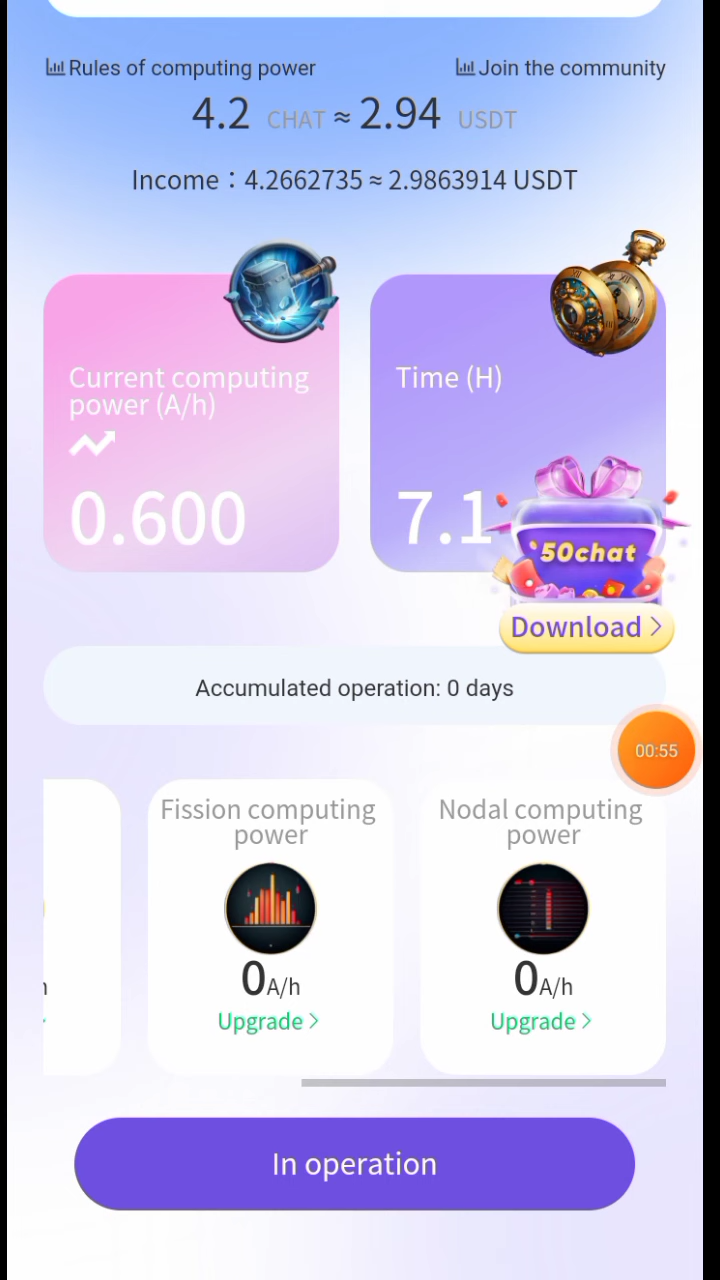 Rules of computing power
Join the community
4.2 CHAT ≈ 2.94 USDT
Income：4.2662735 ≈ 2.9863914 USDT
Current computing
power (A/h)
0.600
Time (H)
7.1
50chat
Download
Accumulated operation: 0 days
00:55
Fission computing
power
0A/h
Upgrade
Nodal computing
power
0A/h
Upgrade
In operation